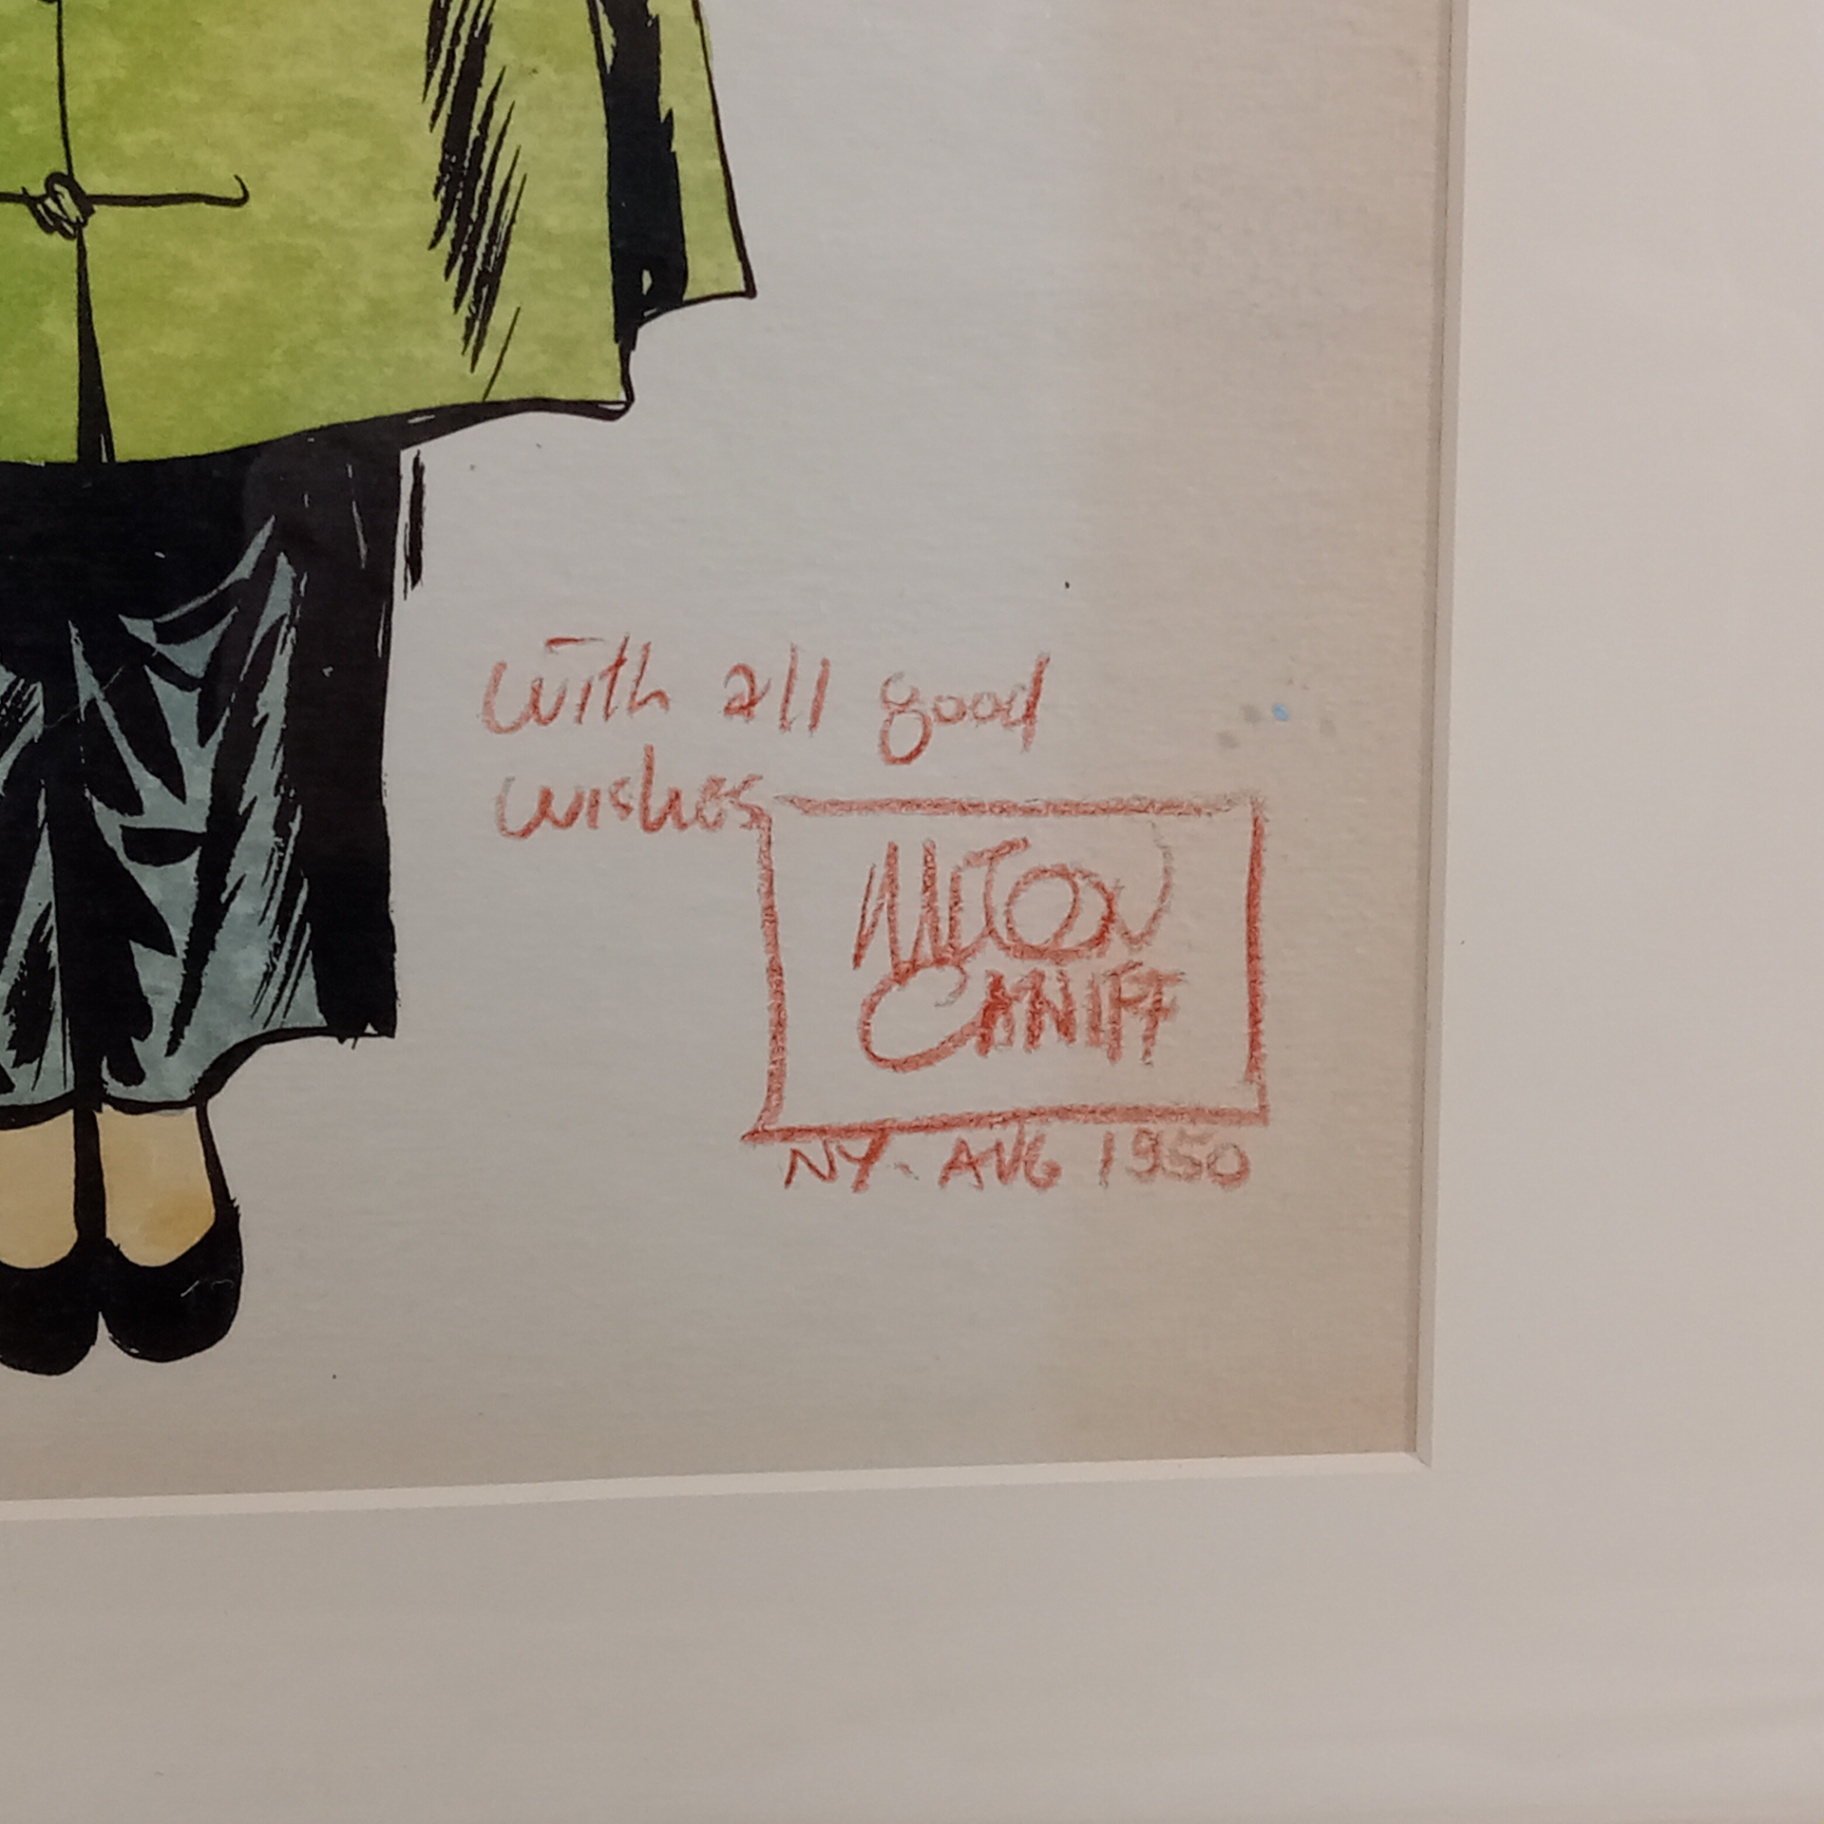 with all good
wishes
MILTON
CANIFF
NY. AUG 1950